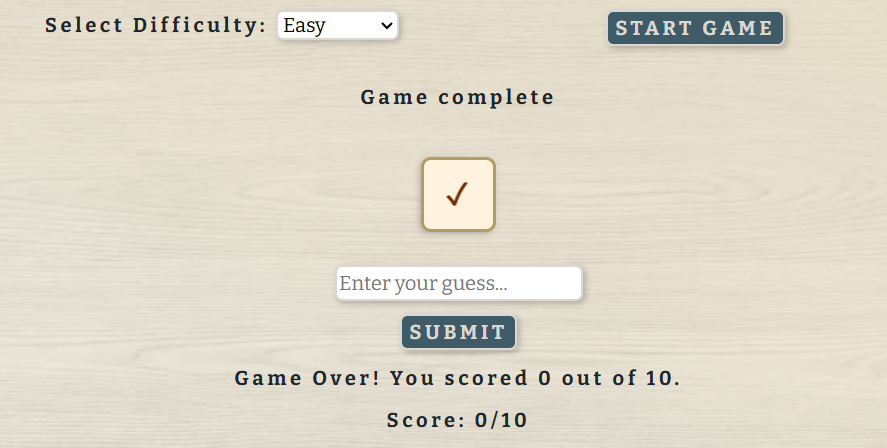 Select Difficulty: Easy START GAME
Game complete
✓
Enter your guess...
SUBMIT
Game Over! You scored 0 out of 10.
Score: 0/10